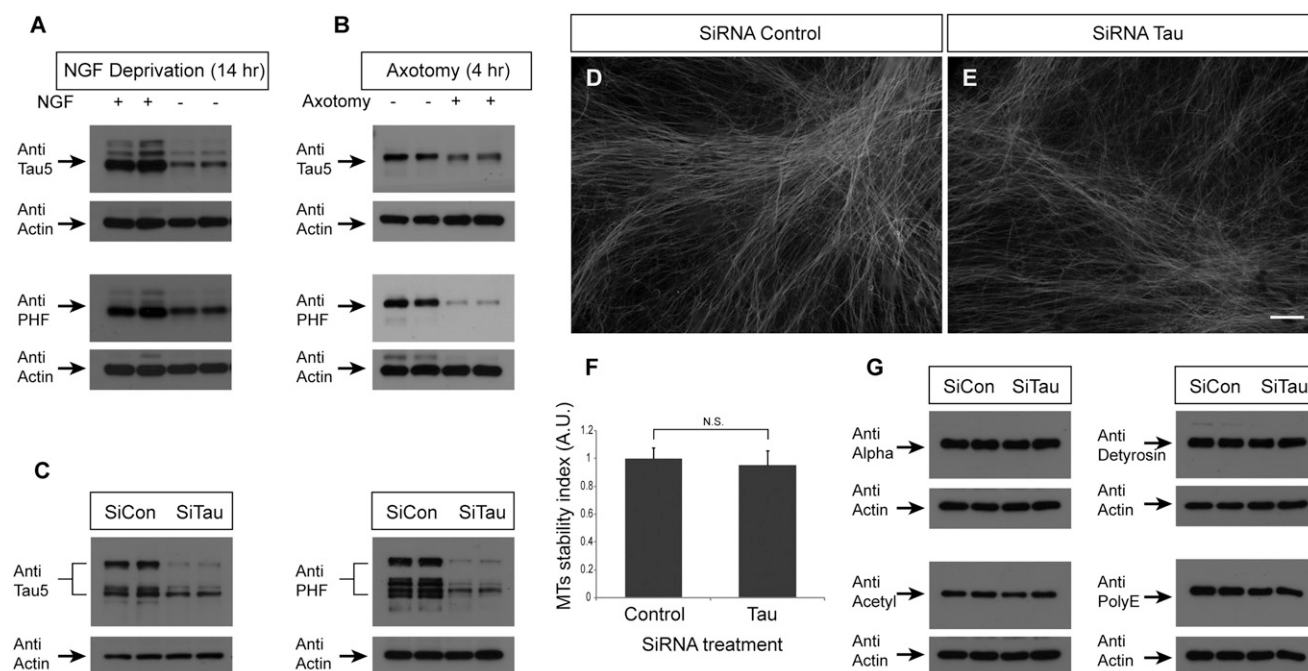 A
NGF Deprivation (14 hr)
NGF + + - -
Anti
Tau5
Anti
Actin
Anti
PHF
Anti
Actin
B
Axotomy (4 hr)
Axotomy - - + +
Anti
Tau5
Anti
Actin
Anti
PHF
Anti
Actin
C
SiCon SiTau
Anti
Tau5
Anti
Actin
SiCon SiTau
Anti
PHF
Anti
Actin
SiRNA Control
D
SiRNA Tau
E
F
MTs stability index (A.U.)
N.S.
1.2
1
0.8
0.6
0.4
0.2
0
Control Tau
SiRNA treatment
G
SiCon SiTau
Anti
Alpha
Anti
Actin
Anti
Acetyl
Anti
Actin
SiCon SiTau
Anti
Detyrosin
Anti
Actin
Anti
PolyE
Anti
Actin